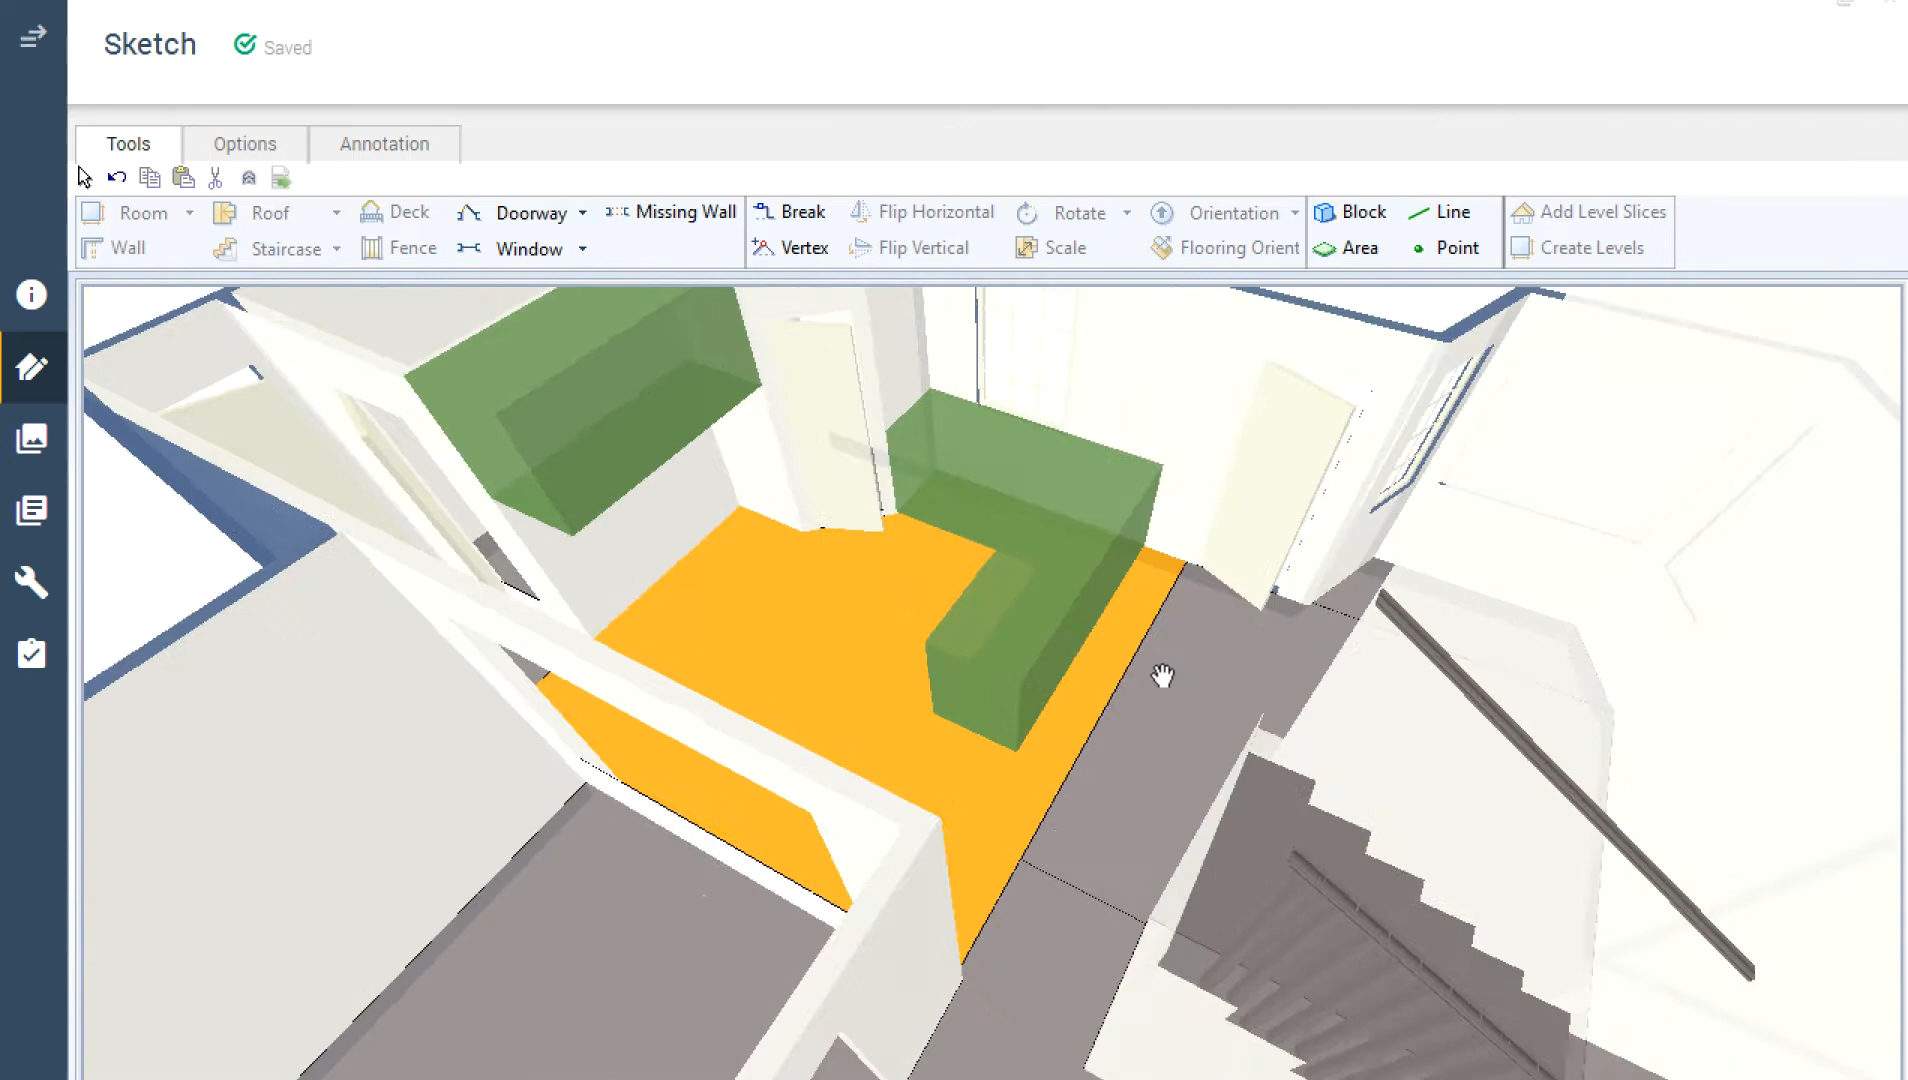 Sketch
Saved
Tools Options Annotation
Room Roof Deck Doorway Missing Wall Break Flip Horizontal Rotate Orientation Block Line Add Level Slices
Wall Staircase Fence Window Vertex Flip Vertical Scale Flooring Orient Area Point Create Levels